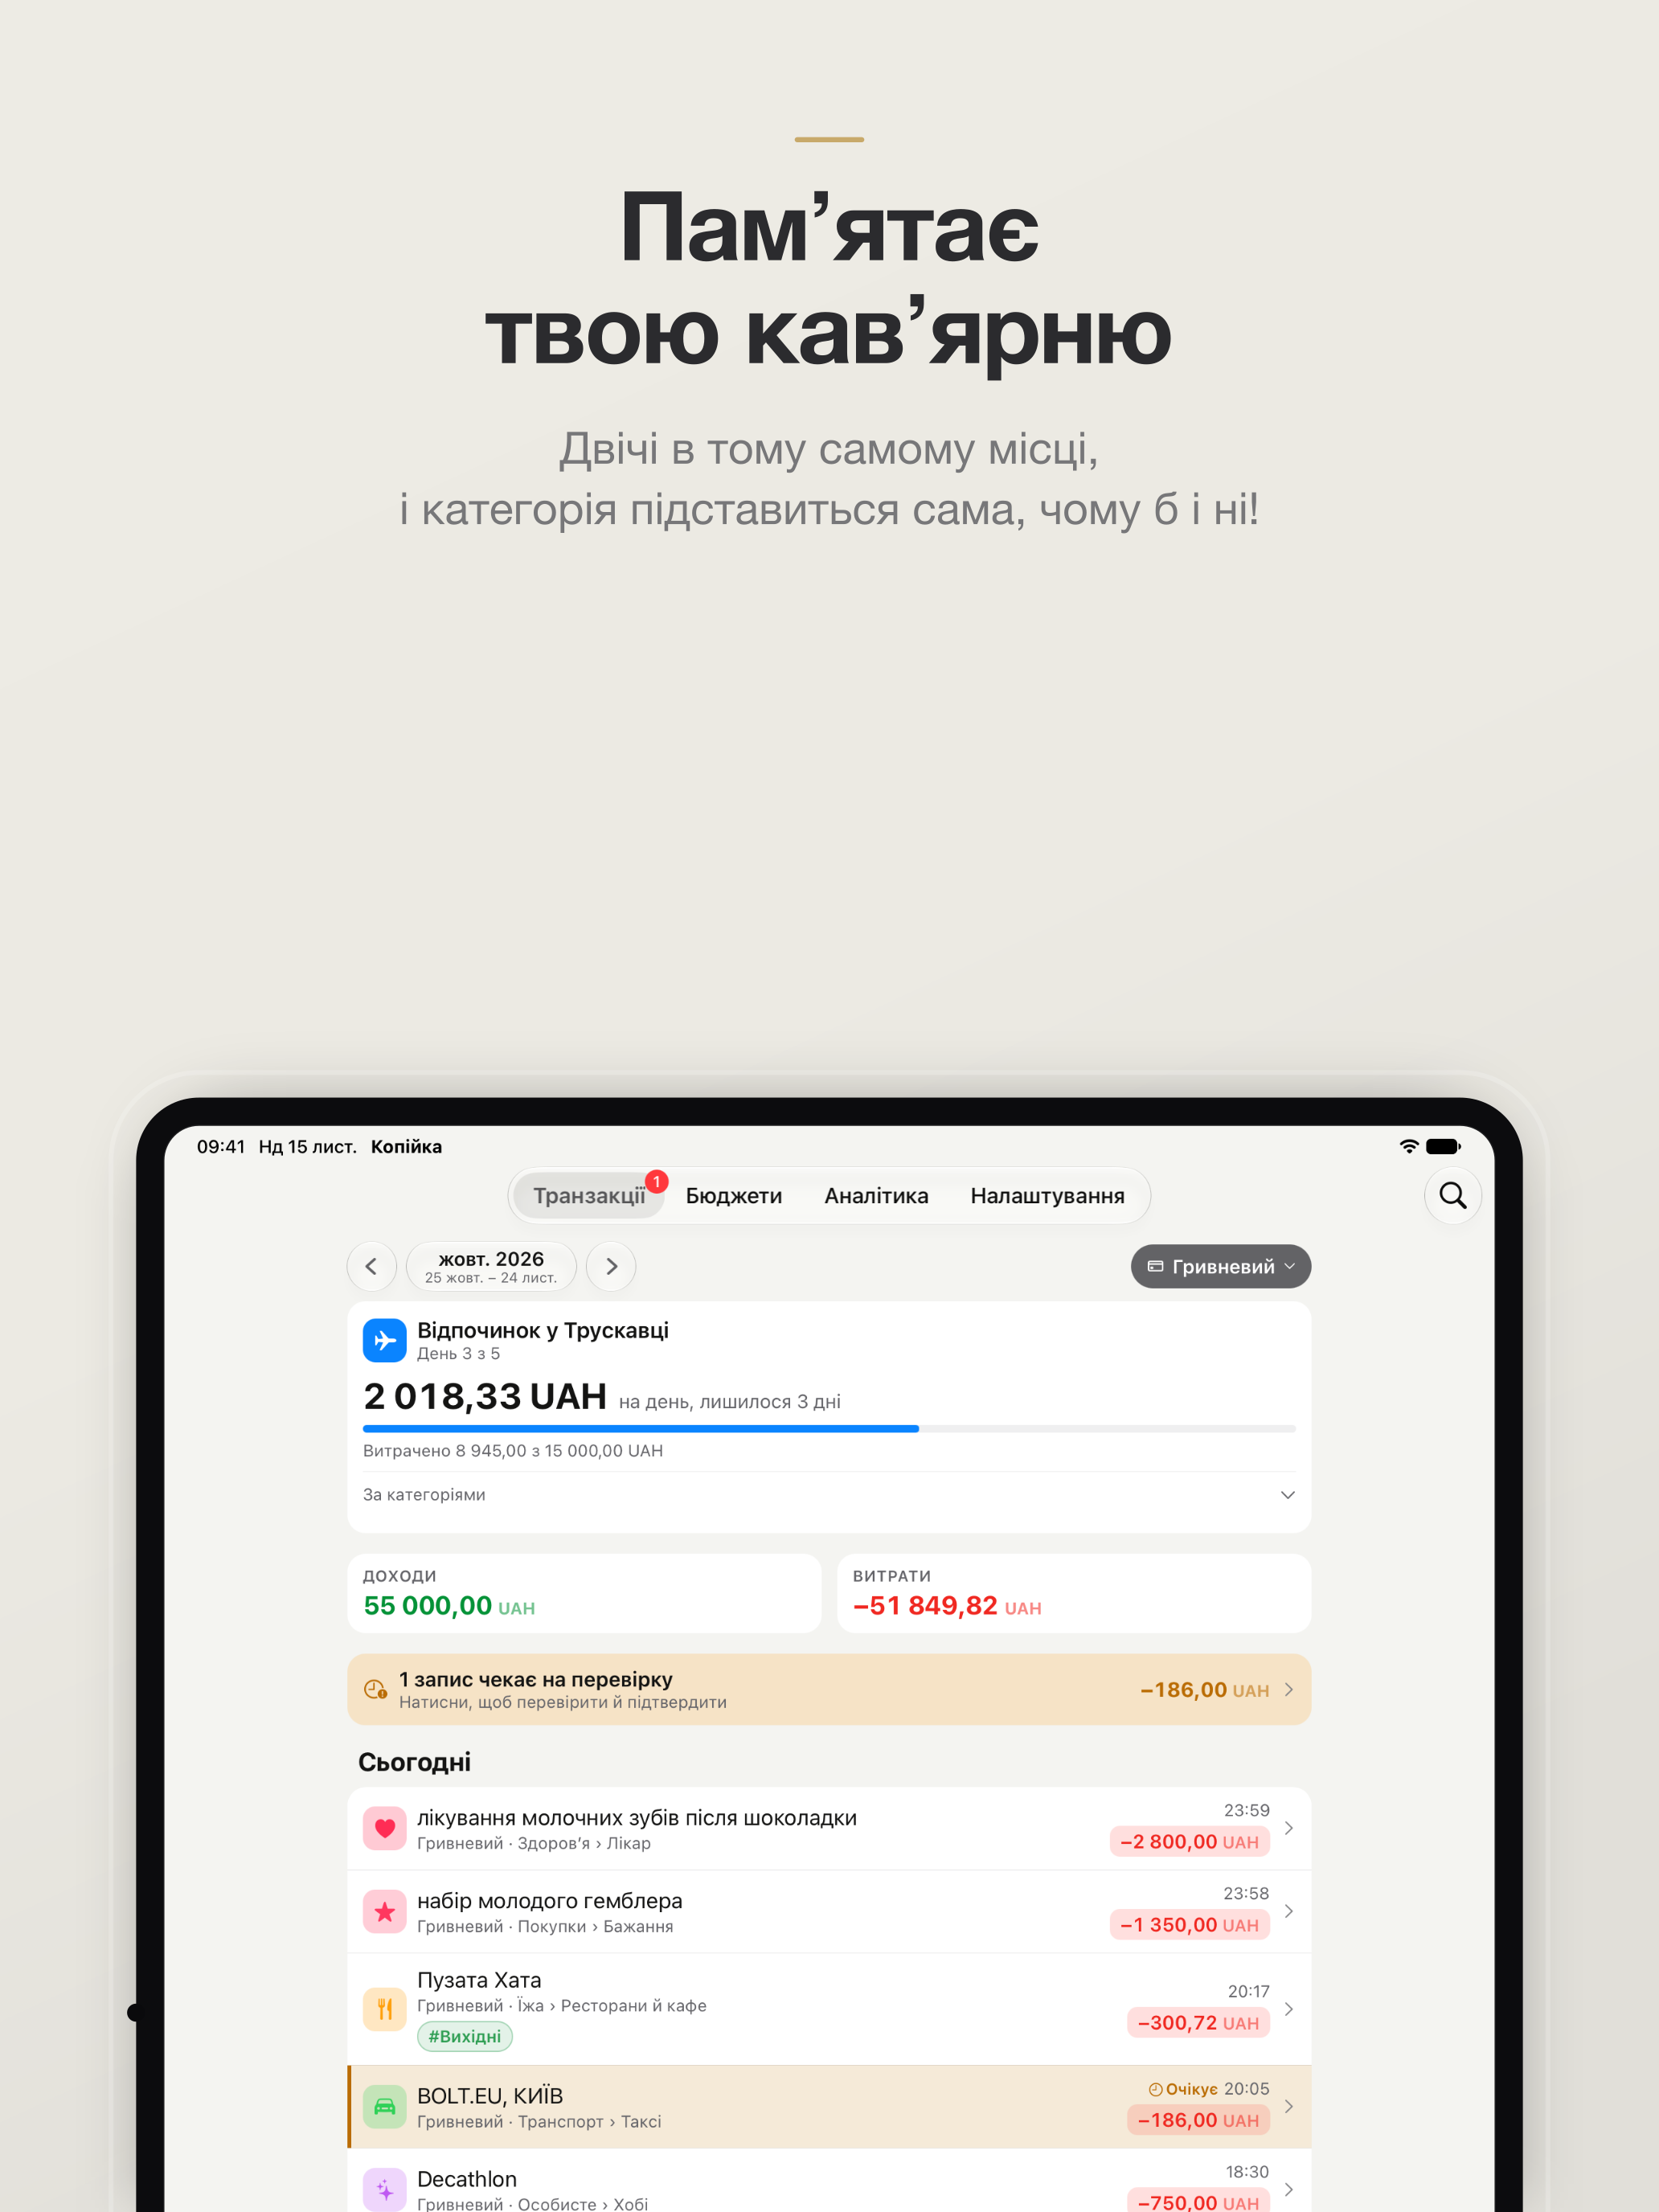 Пам’ятає
твою кав’ярню
Двічі в тому самому місці,
і категорія підставиться сама, чому б і ні!
09:41 Нд 15 лист. Копійка
Транзакції 1 Бюджети Аналітика Налаштування
жовт. 2026
25 жовт. – 24 лист.
Гривневий
Відпочинок у Трускавці
День 3 з 5
2 018,33 UAH на день, лишилося 3 дні
Витрачено 8 945,00 з 15 000,00 UAH
За категоріями
ДОХОДИ
55 000,00 UAH
ВИТРАТИ
–51 849,82 UAH
1 запис чекає на перевірку
Натисни, щоб перевірити й підтвердити
–186,00 UAH
Сьогодні
лікування молочних зубів після шоколадки
Гривневий · Здоров’я › Лікар
23:59
–2 800,00 UAH
набір молодого гемблера
Гривневий · Покупки › Бажання
23:58
–1 350,00 UAH
Пузата Хата
Гривневий · Їжа › Ресторани й кафе
#Вихідні
20:17
–300,72 UAH
BOLT.EU, КИЇВ
Гривневий · Транспорт › Таксі
Очікує 20:05
–186,00 UAH
Decathlon
Гривневий · Особисте › Хобі
18:30
–750,00 UAH